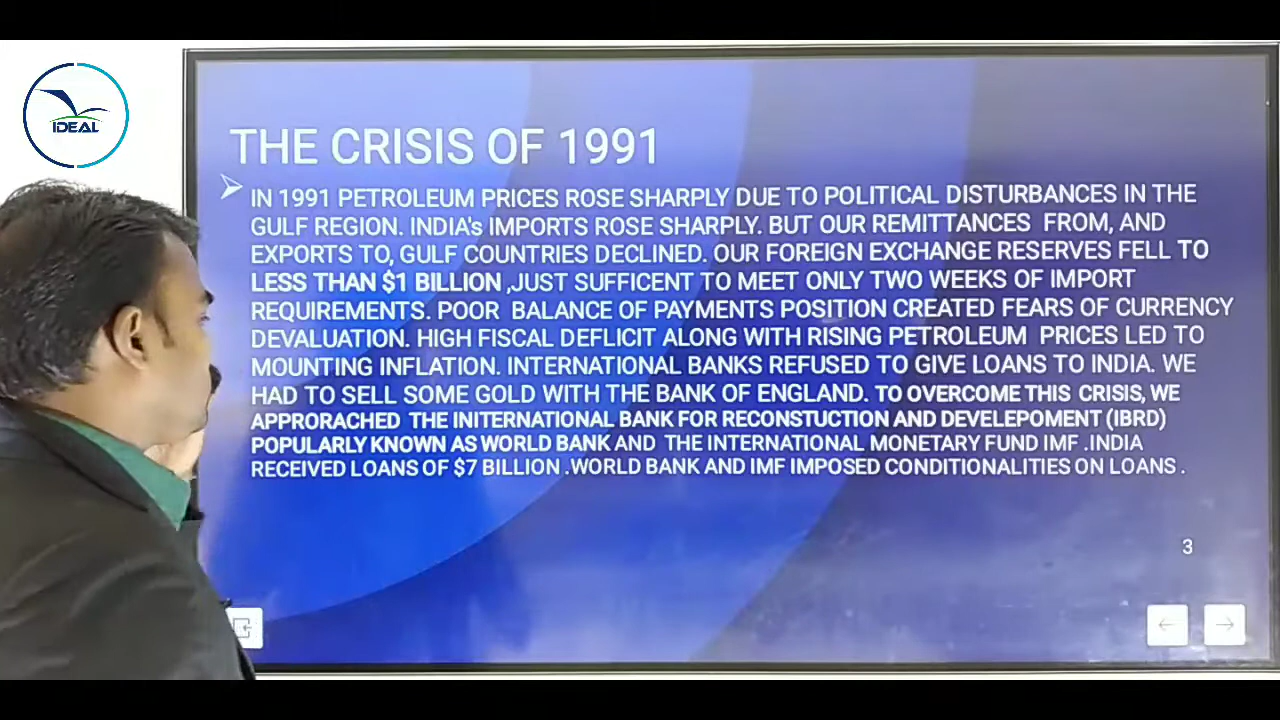 IDEAL
THE CRISIS OF 1991
IN 1991 PETROLEUM PRICES ROSE SHARPLY DUE TO POLITICAL DISTURBANCES IN THE
GULF REGION. INDIA's IMPORTS ROSE SHARPLY. BUT OUR REMITTANCES FROM, AND
EXPORTS TO, GULF COUNTRIES DECLINED. OUR FOREIGN EXCHANGE RESERVES FELL TO
LESS THAN $1 BILLION ,JUST SUFFICENT TO MEET ONLY TWO WEEKS OF IMPORT
REQUIREMENTS. POOR BALANCE OF PAYMENTS POSITION CREATED FEARS OF CURRENCY
DEVALUATION. HIGH FISCAL DEFLICIT ALONG WITH RISING PETROLEUM PRICES LED TO
MOUNTING INFLATION. INTERNATIONAL BANKS REFUSED TO GIVE LOANS TO INDIA. WE
HAD TO SELL SOME GOLD WITH THE BANK OF ENGLAND. TO OVERCOME THIS CRISIS, WE
APPRORACHED THE INITERNATIONAL BANK FOR RECONSTUCTION AND DEVELEPOMENT (IBRD)
POPULARLY KNOWN AS WORLD BANK AND THE INTERNATIONAL MONETARY FUND IMF .INDIA
RECEIVED LOANS OF $7 BILLION .WORLD BANK AND IMF IMPOSED CONDITIONALITIES ON LOANS .
3